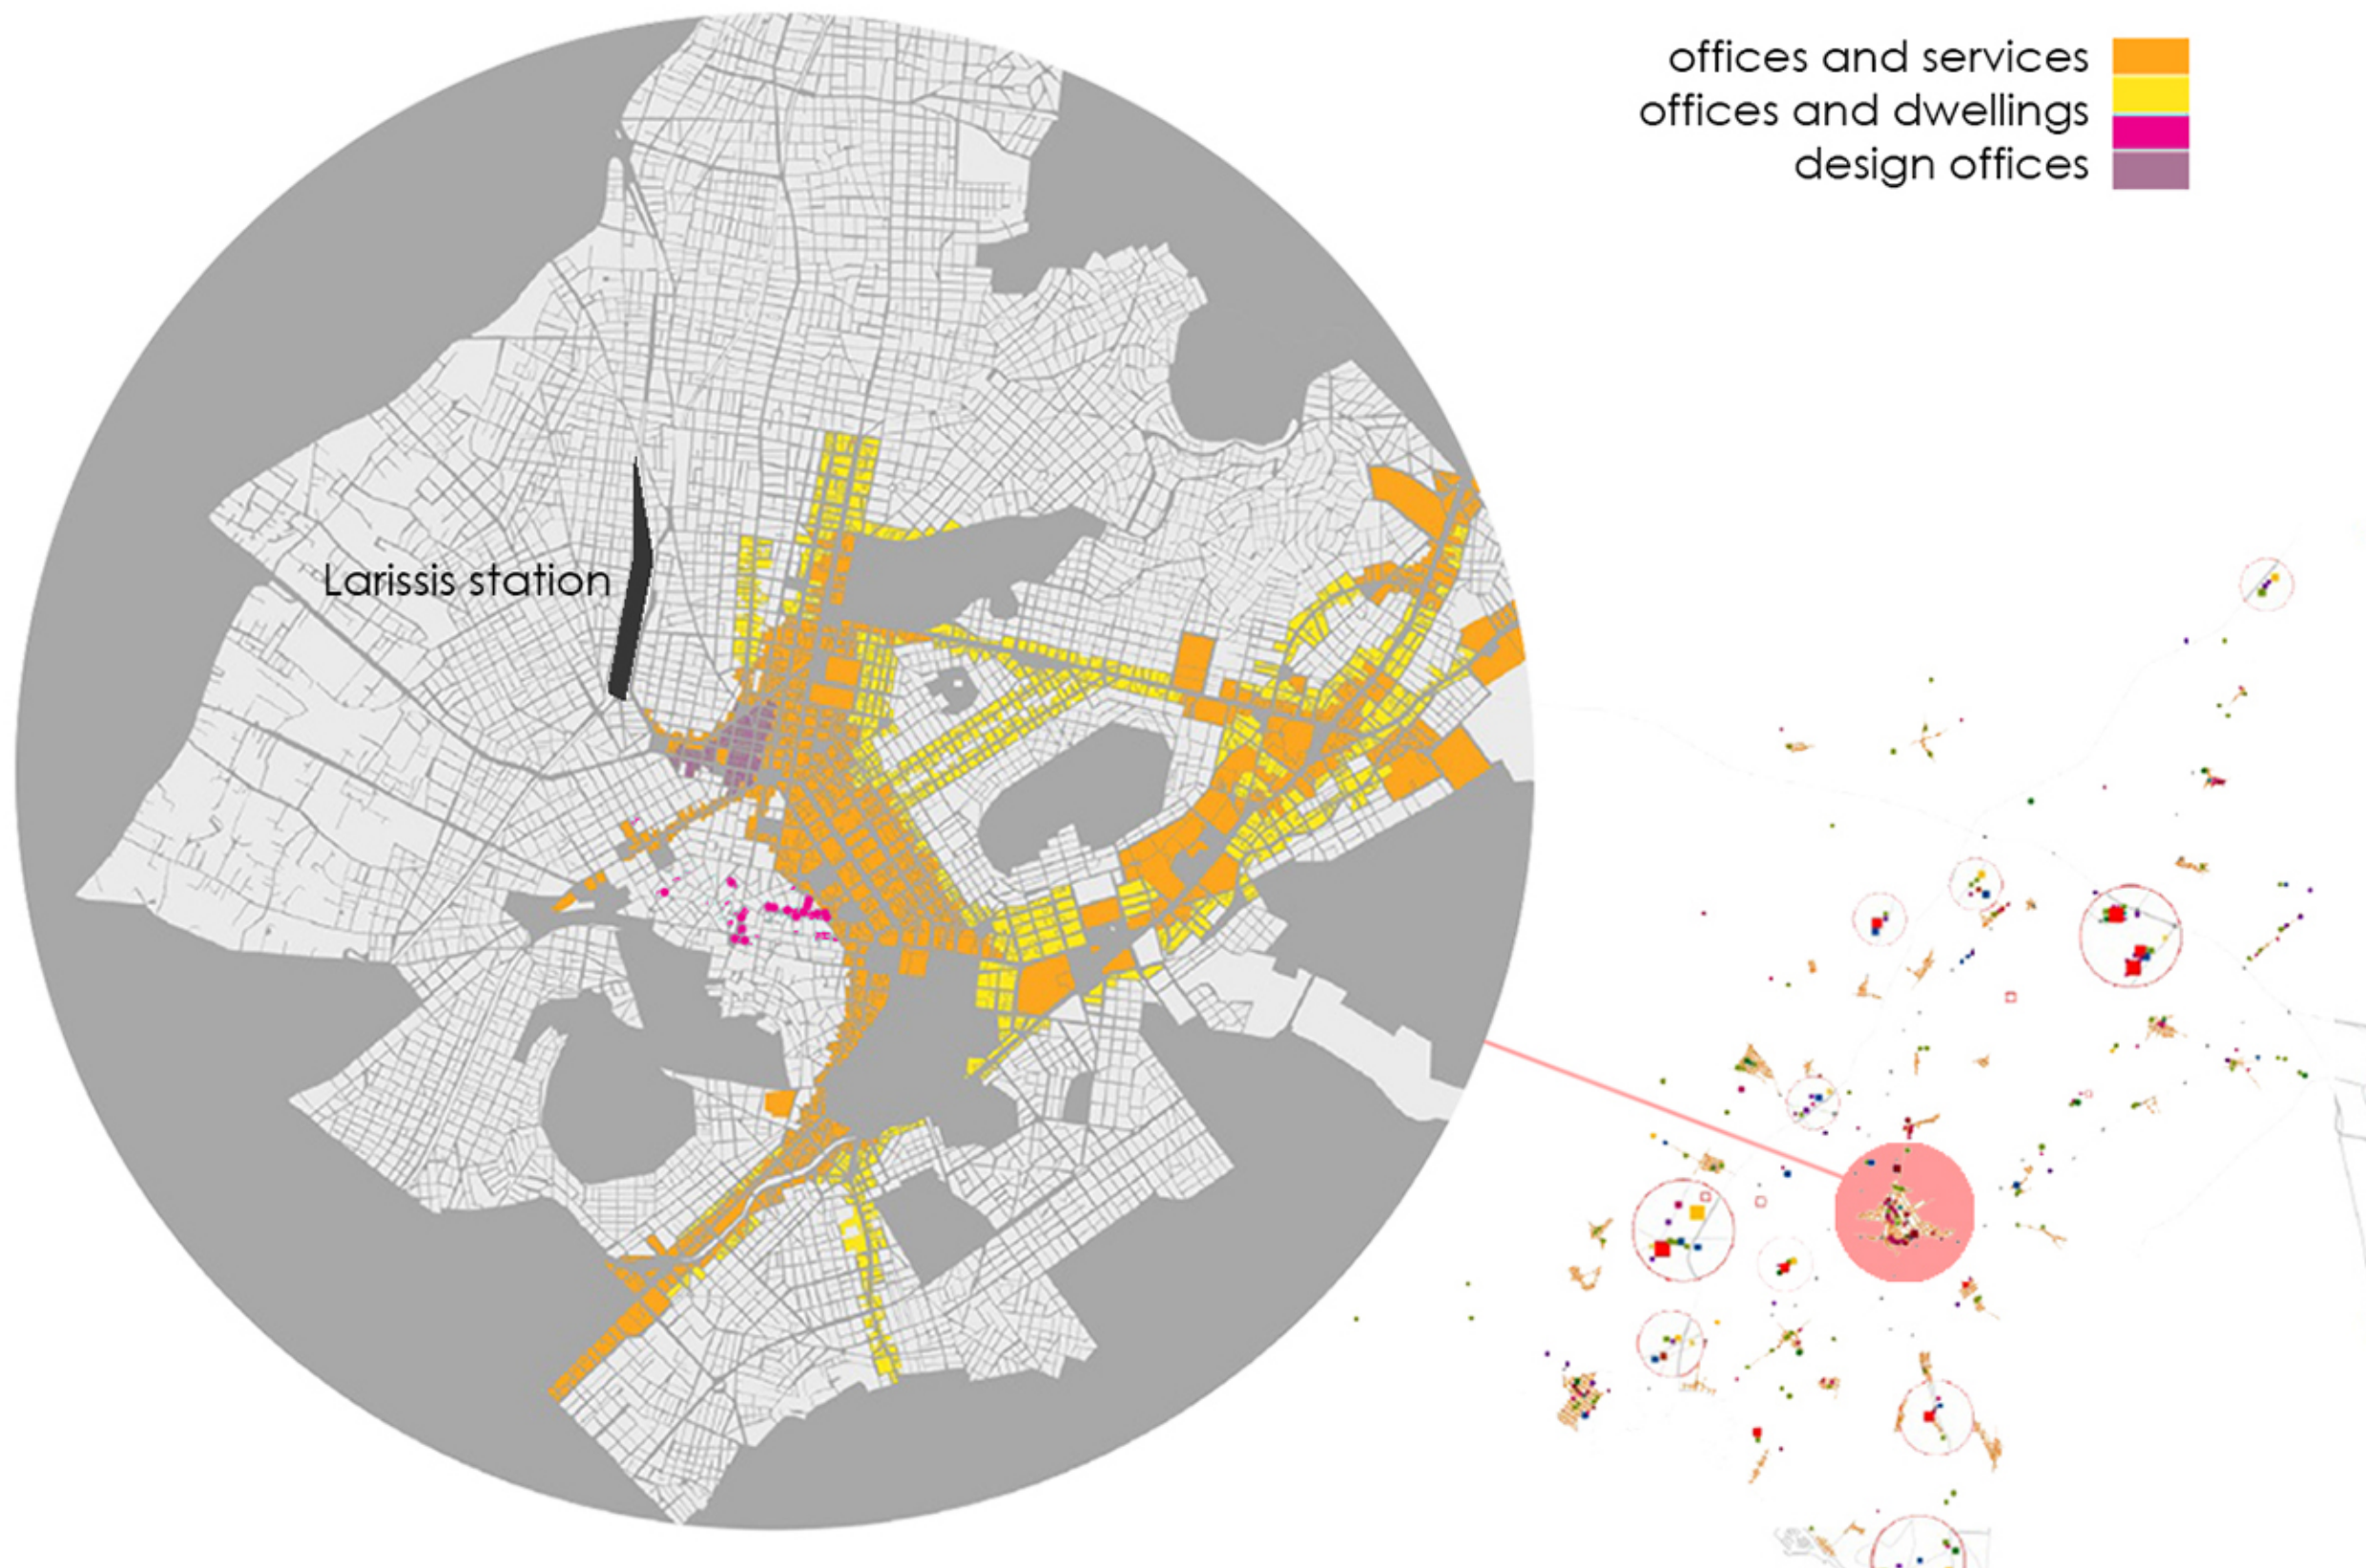 offices and services
offices and dwellings
design offices
Larissis station